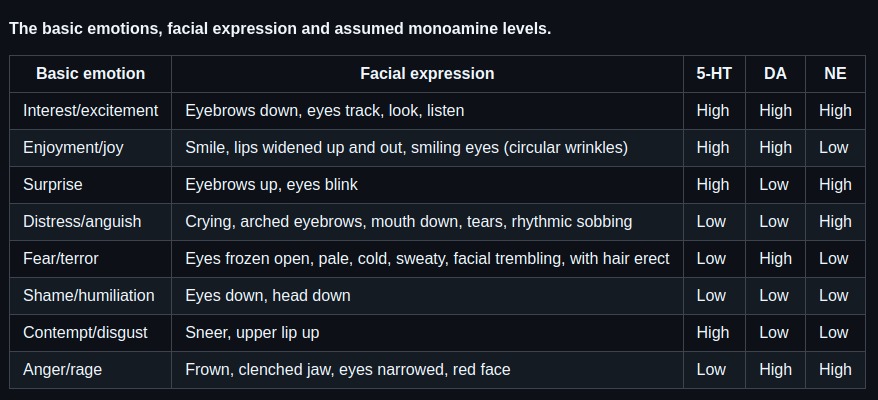 The basic emotions, facial expression and assumed monoamine levels.
Basic emotion Facial expression 5-HT DA NE
Interest/excitement Eyebrows down, eyes track, look, listen High High High
Enjoyment/joy Smile, lips widened up and out, smiling eyes (circular wrinkles) High High Low
Surprise Eyebrows up, eyes blink High Low High
Distress/anguish Crying, arched eyebrows, mouth down, tears, rhythmic sobbing Low Low High
Fear/terror Eyes frozen open, pale, cold, sweaty, facial trembling, with hair erect Low High Low
Shame/humiliation Eyes down, head down Low Low Low
Contempt/disgust Sneer, upper lip up High Low Low
Anger/rage Frown, clenched jaw, eyes narrowed, red face Low High High